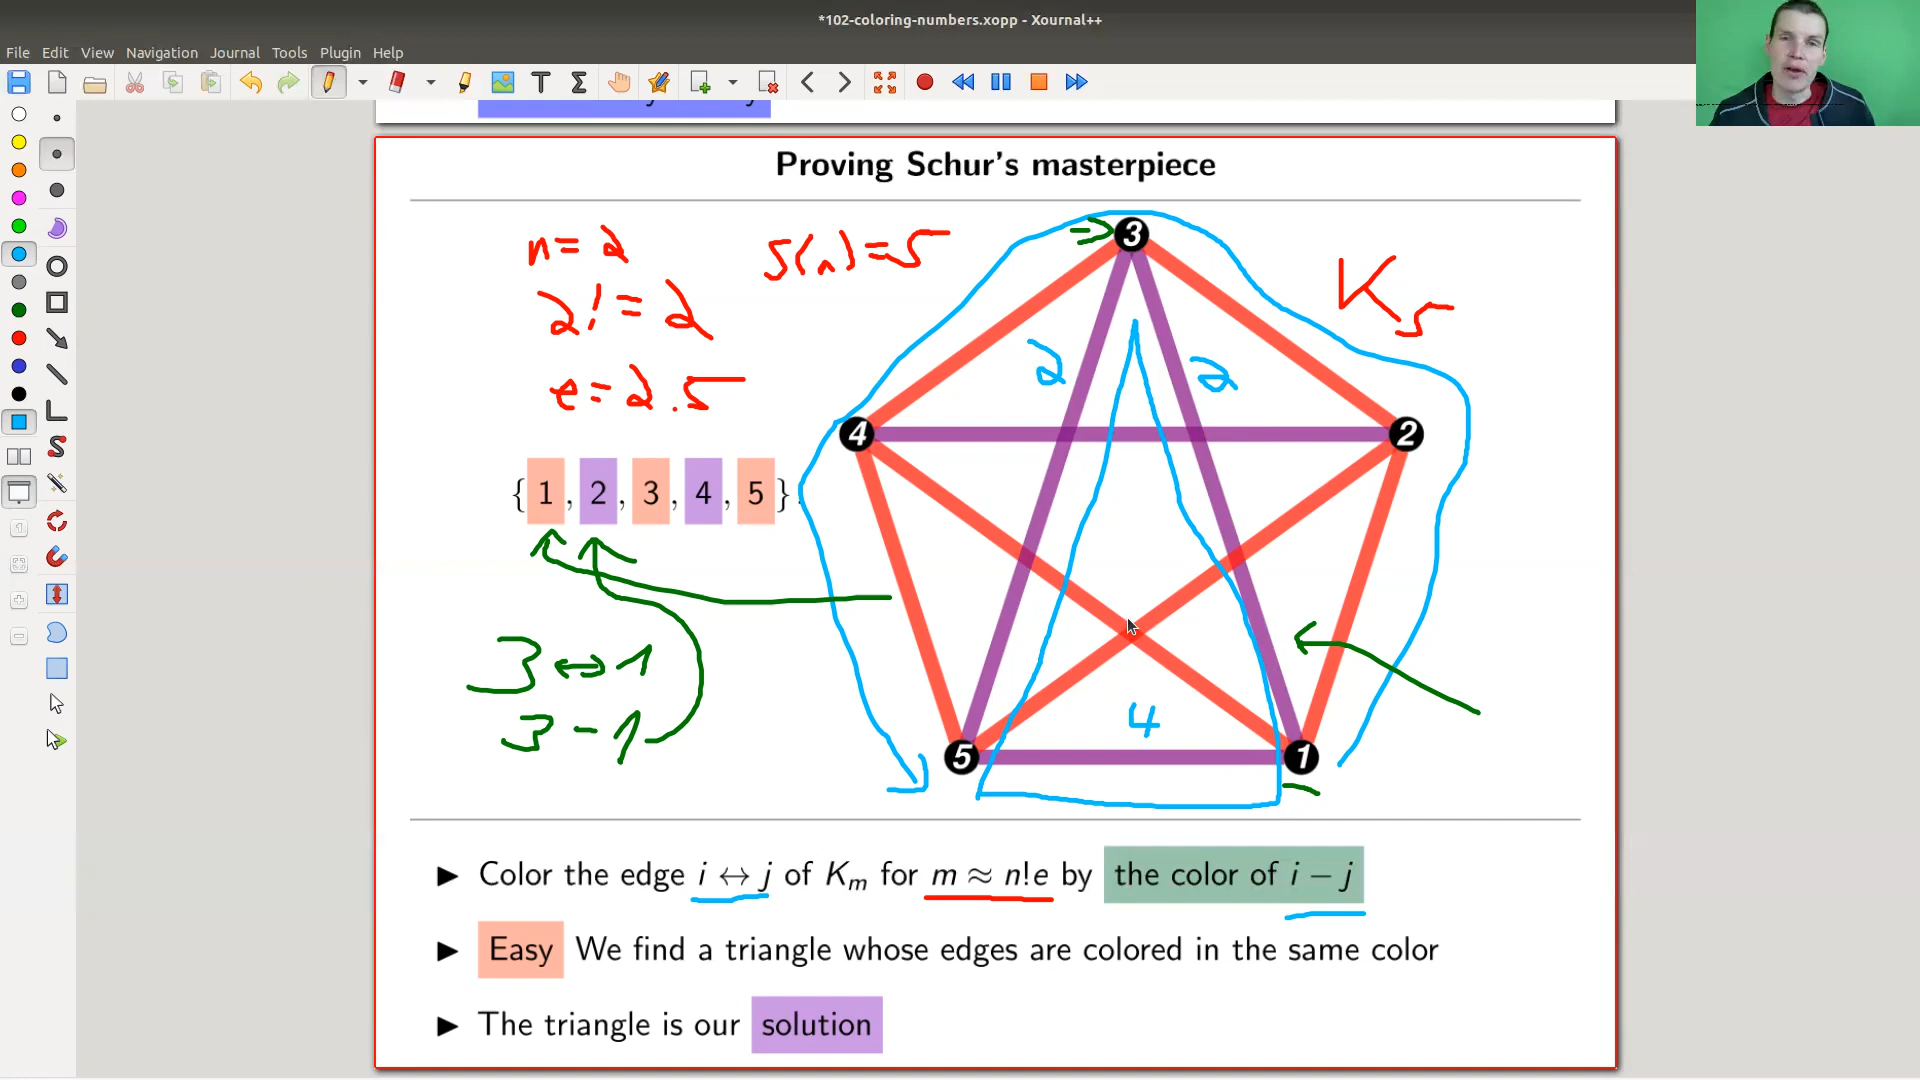 *102-coloring-numbers.xopp - Xournal++
File Edit View Navigation Journal Tools Plugin Help
Proving Schur's masterpiece
n = 2
S(n) = 5
2! = 2
e = 2.5
{ 1 , 2 , 3 , 4 , 5 }
3 ↔ 1
3 - 1
3
K5
2 2
4 2
4
5 1
► Color the edge i ↔ j of Km for m ≈ n!e by the color of i − j
► Easy We find a triangle whose edges are colored in the same color
► The triangle is our solution